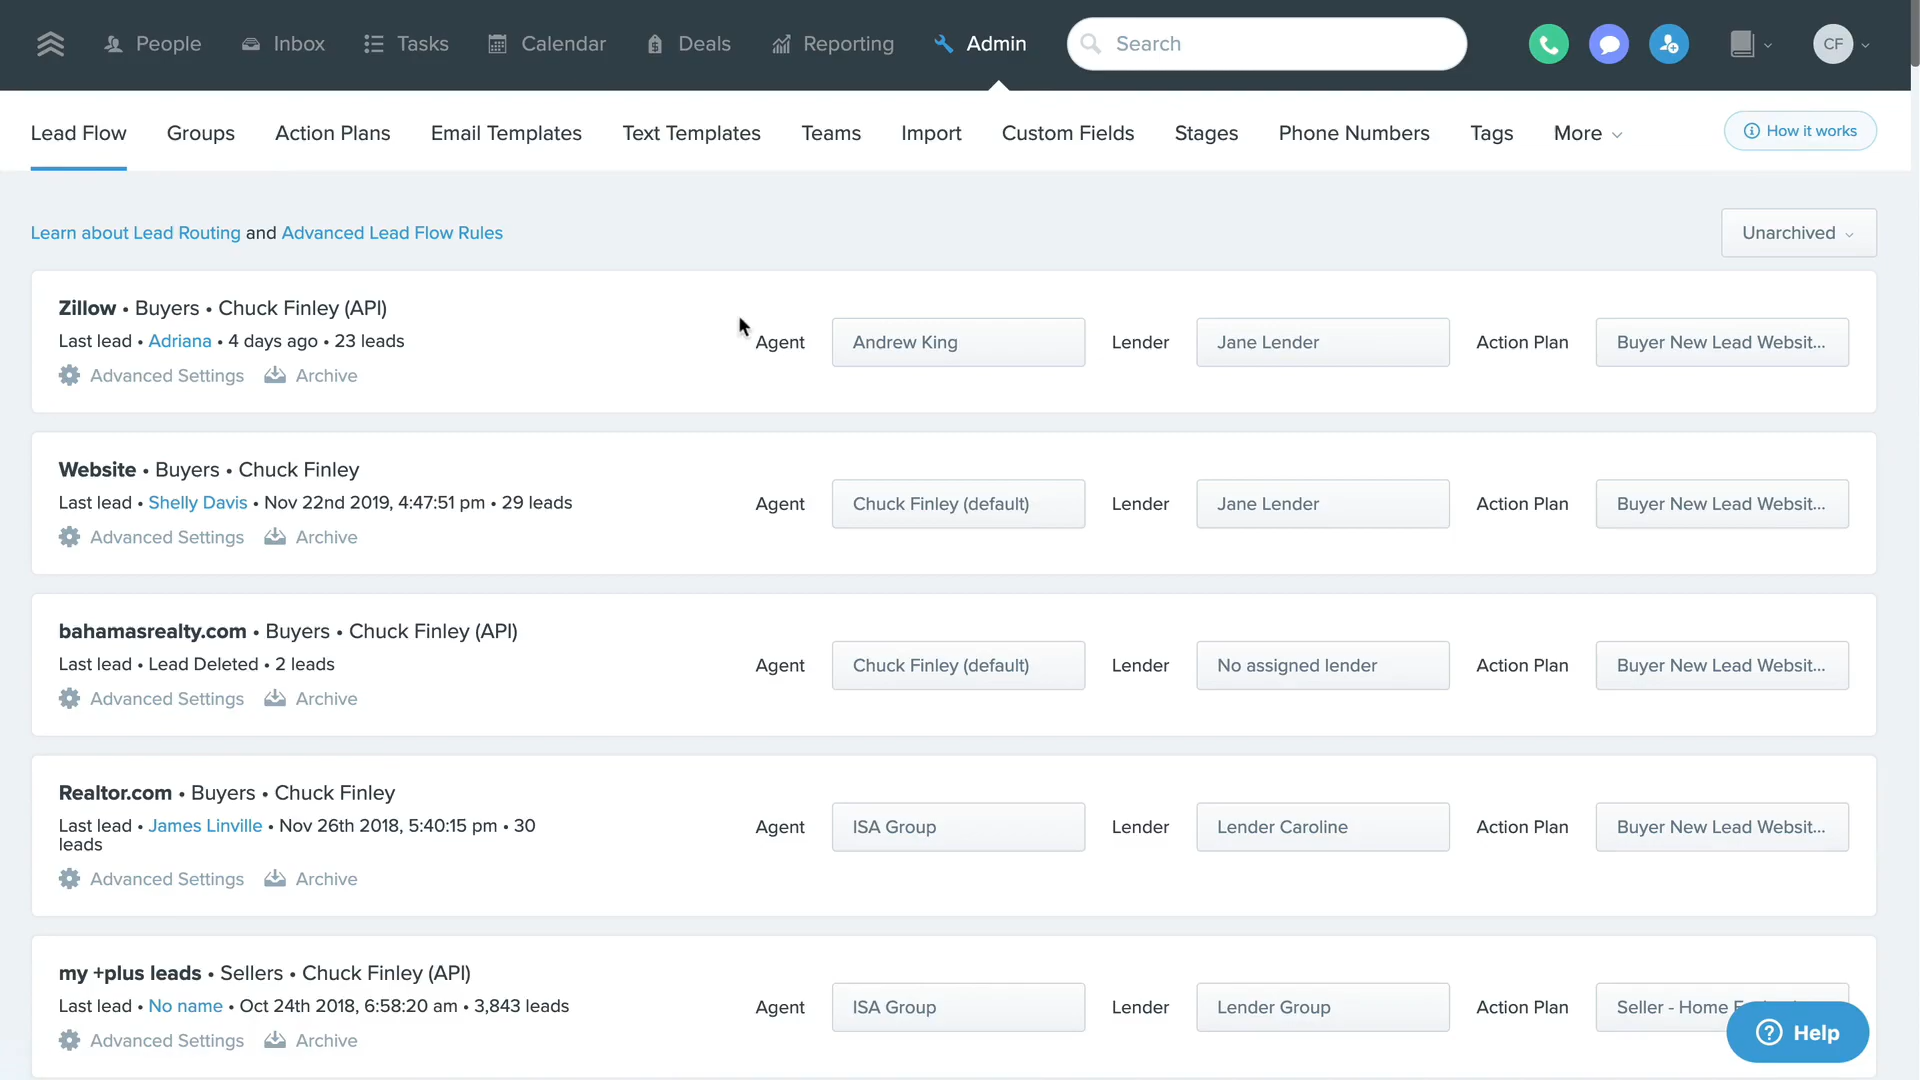 People Inbox Tasks Calendar Deals Reporting Admin Search CF
Lead Flow Groups Action Plans Email Templates Text Templates Teams Import Custom Fields Stages Phone Numbers Tags More How it works
Learn about Lead Routing and Advanced Lead Flow Rules Unarchived
Zillow • Buyers • Chuck Finley (API)
Last lead • Adriana • 4 days ago • 23 leads
Agent Andrew King Lender Jane Lender Action Plan Buyer New Lead Websit...
Advanced Settings Archive
Website • Buyers • Chuck Finley
Last lead • Shelly Davis • Nov 22nd 2019, 4:47:51 pm • 29 leads
Agent Chuck Finley (default) Lender Jane Lender Action Plan Buyer New Lead Websit...
Advanced Settings Archive
bahamasrealty.com • Buyers • Chuck Finley (API)
Last lead • Lead Deleted • 2 leads
Agent Chuck Finley (default) Lender No assigned lender Action Plan Buyer New Lead Websit...
Advanced Settings Archive
Realtor.com • Buyers • Chuck Finley
Last lead • James Linville • Nov 26th 2018, 5:40:15 pm • 30
leads
Agent ISA Group Lender Lender Caroline Action Plan Buyer New Lead Websit...
Advanced Settings Archive
my +plus leads • Sellers • Chuck Finley (API)
Last lead • No name • Oct 24th 2018, 6:58:20 am • 3,843 leads
Agent ISA Group Lender Lender Group Action Plan Seller - Home
Advanced Settings Archive
Help